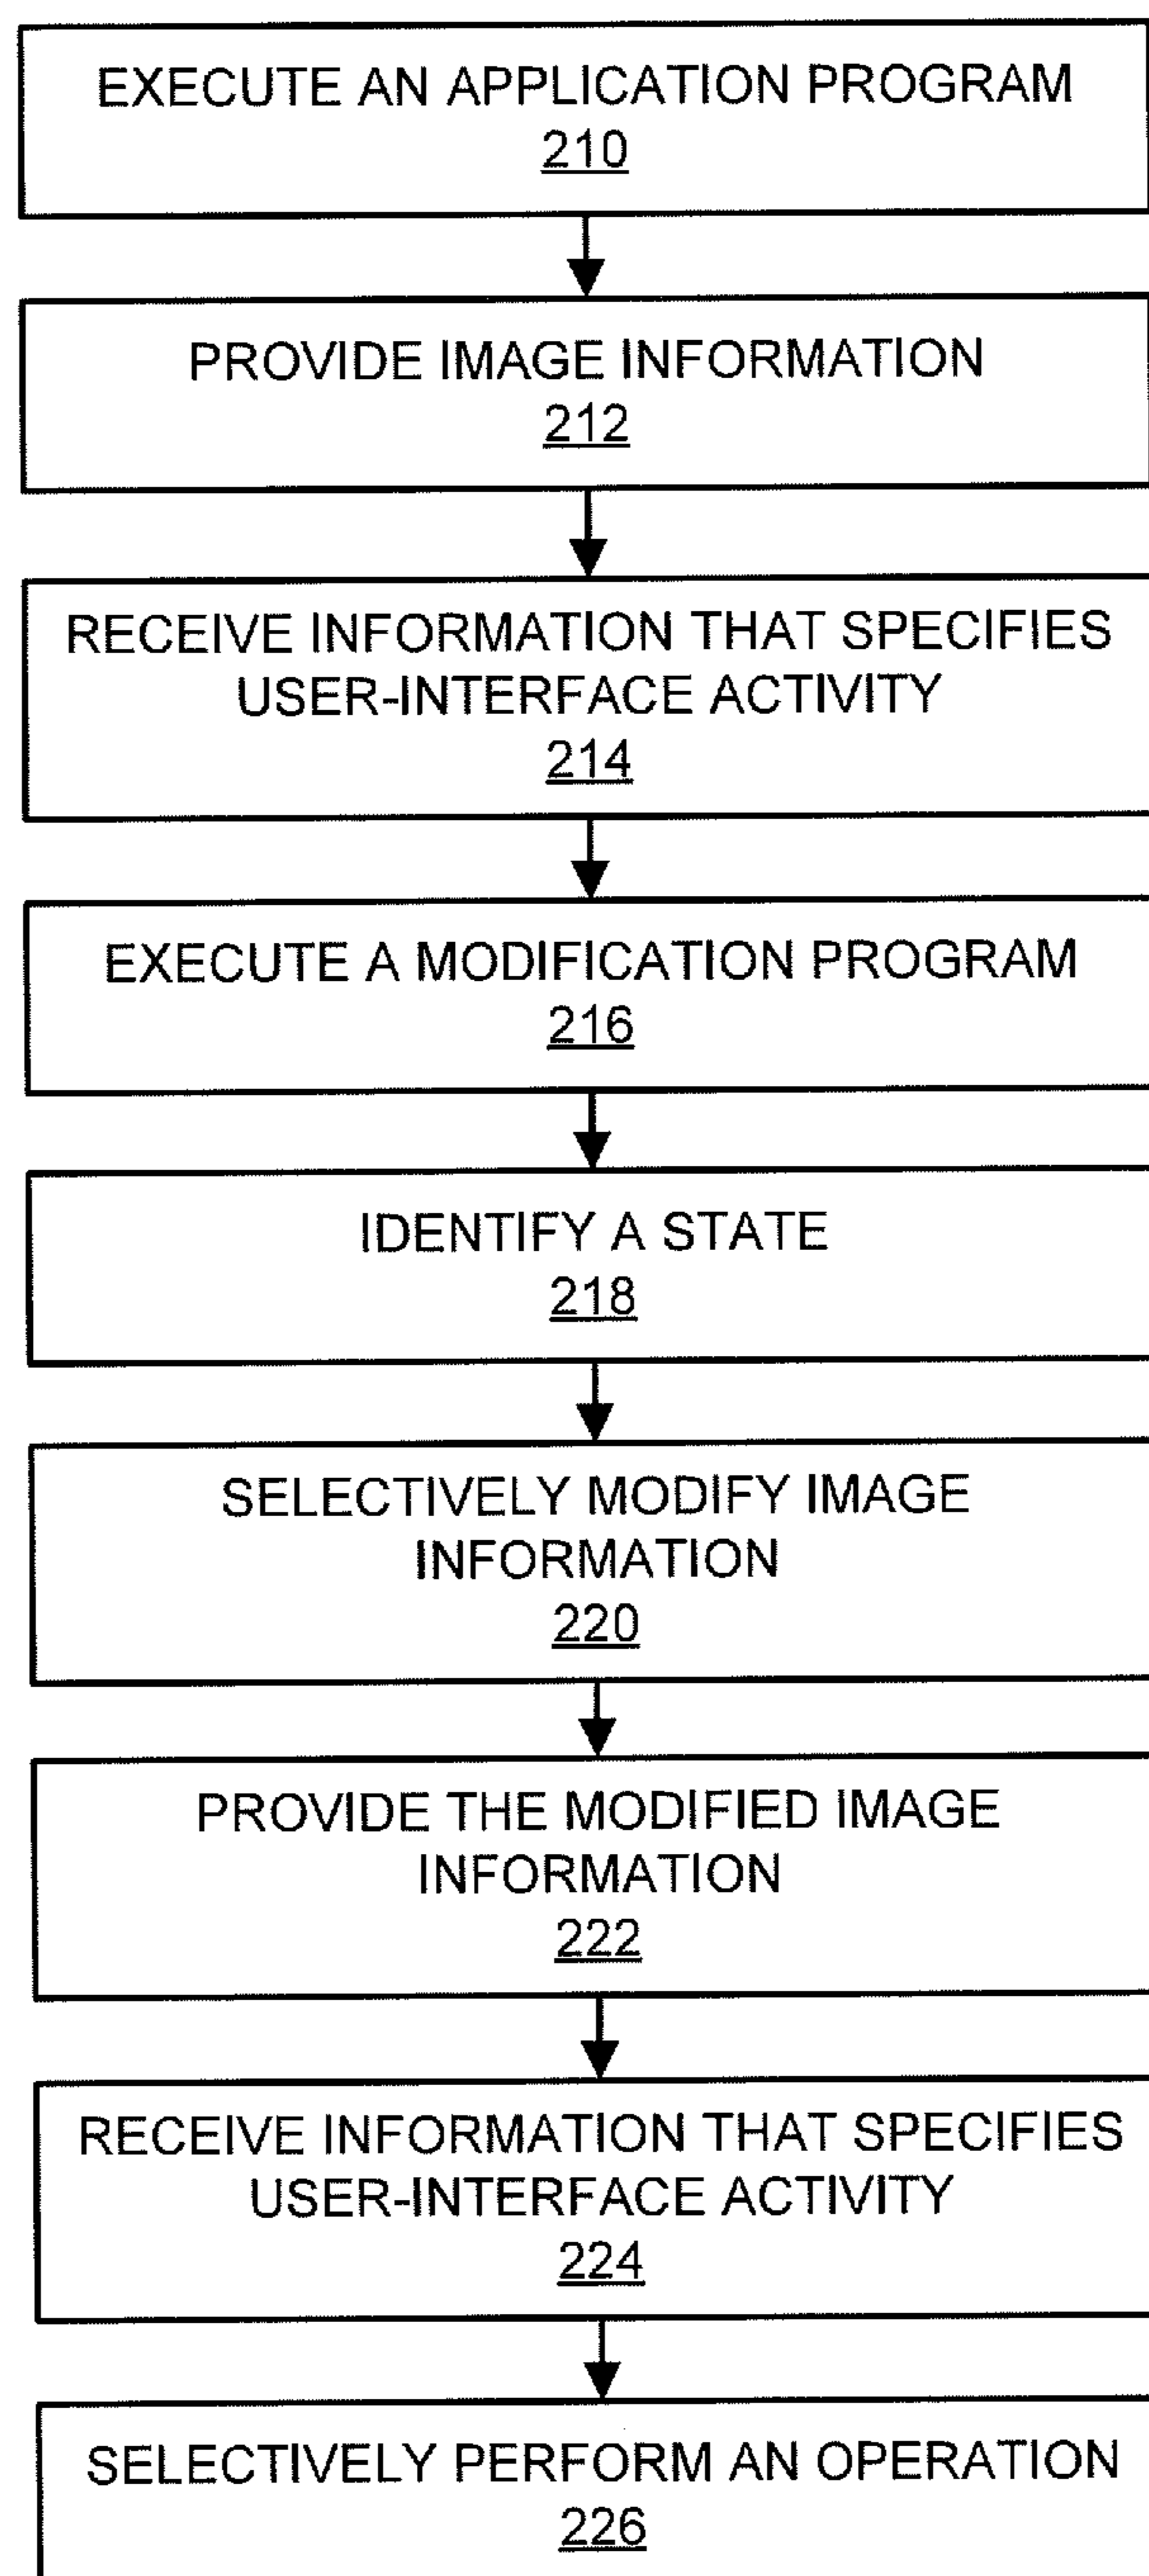 EXECUTE AN APPLICATION PROGRAM
210
PROVIDE IMAGE INFORMATION
212
RECEIVE INFORMATION THAT SPECIFIES
USER-INTERFACE ACTIVITY
214
EXECUTE A MODIFICATION PROGRAM
216
IDENTIFY A STATE
218
SELECTIVELY MODIFY IMAGE
INFORMATION
220
PROVIDE THE MODIFIED IMAGE
INFORMATION
222
RECEIVE INFORMATION THAT SPECIFIES
USER-INTERFACE ACTIVITY
224
SELECTIVELY PERFORM AN OPERATION
226